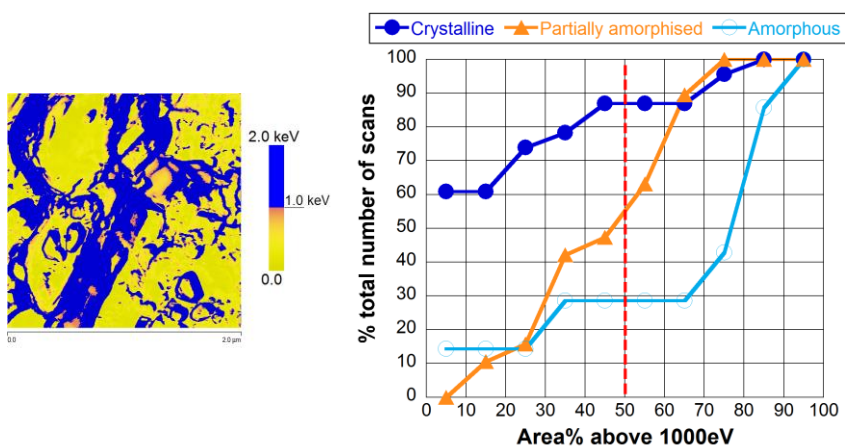 2.0 keV
1.0 keV
0.0
0.0 2.0 µm
Crystalline Partially amorphised Amorphous
% total number of scans
100
90
80
70
60
50
40
30
20
10
0
0 10 20 30 40 50 60 70 80 90 100
Area% above 1000eV